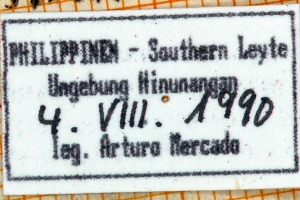 PHILIPPINEN - Southern Leyte
Umgebung Hinunangan
4. VIII. 1990
leg. Arturo Mercado